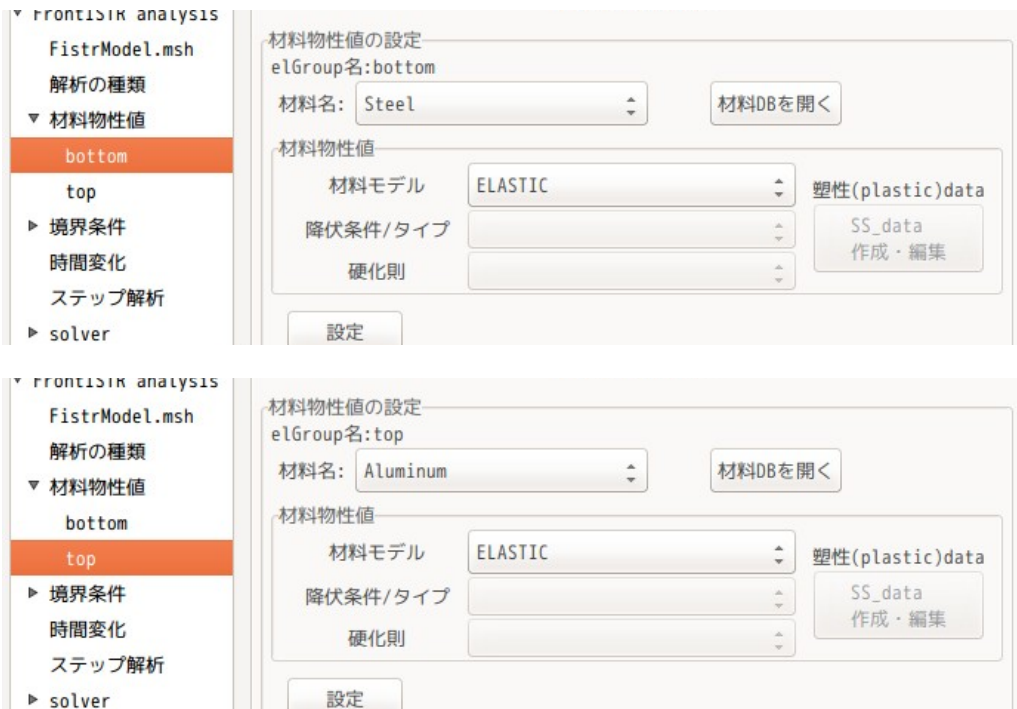 FrontISTR analysis
FistrModel.msh
解析の種類
材料物性値
bottom
top
境界条件
時間変化
ステップ解析
solver
材料物性値の設定
elGroup名:bottom
材料名: Steel 材料DBを開く
材料物性値
材料モデル ELASTIC 塑性(plastic)data
降伏条件/タイプ SS_data
作成・編集
硬化則
設定
FrontISTR analysis
FistrModel.msh
解析の種類
材料物性値
bottom
top
境界条件
時間変化
ステップ解析
solver
材料物性値の設定
elGroup名:top
材料名: Aluminum 材料DBを開く
材料物性値
材料モデル ELASTIC 塑性(plastic)data
降伏条件/タイプ SS_data
作成・編集
硬化則
設定